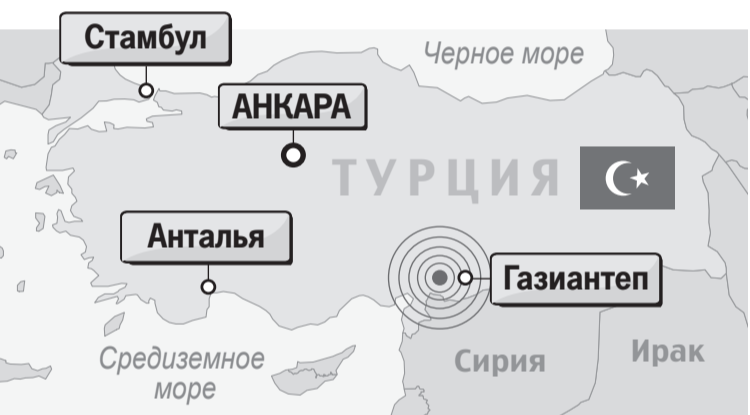 Стамбул
Черное море
АНКАРА
ТУРЦИЯ
Анталья
Газиантеп
Средиземное
море
Сирия
Ирак